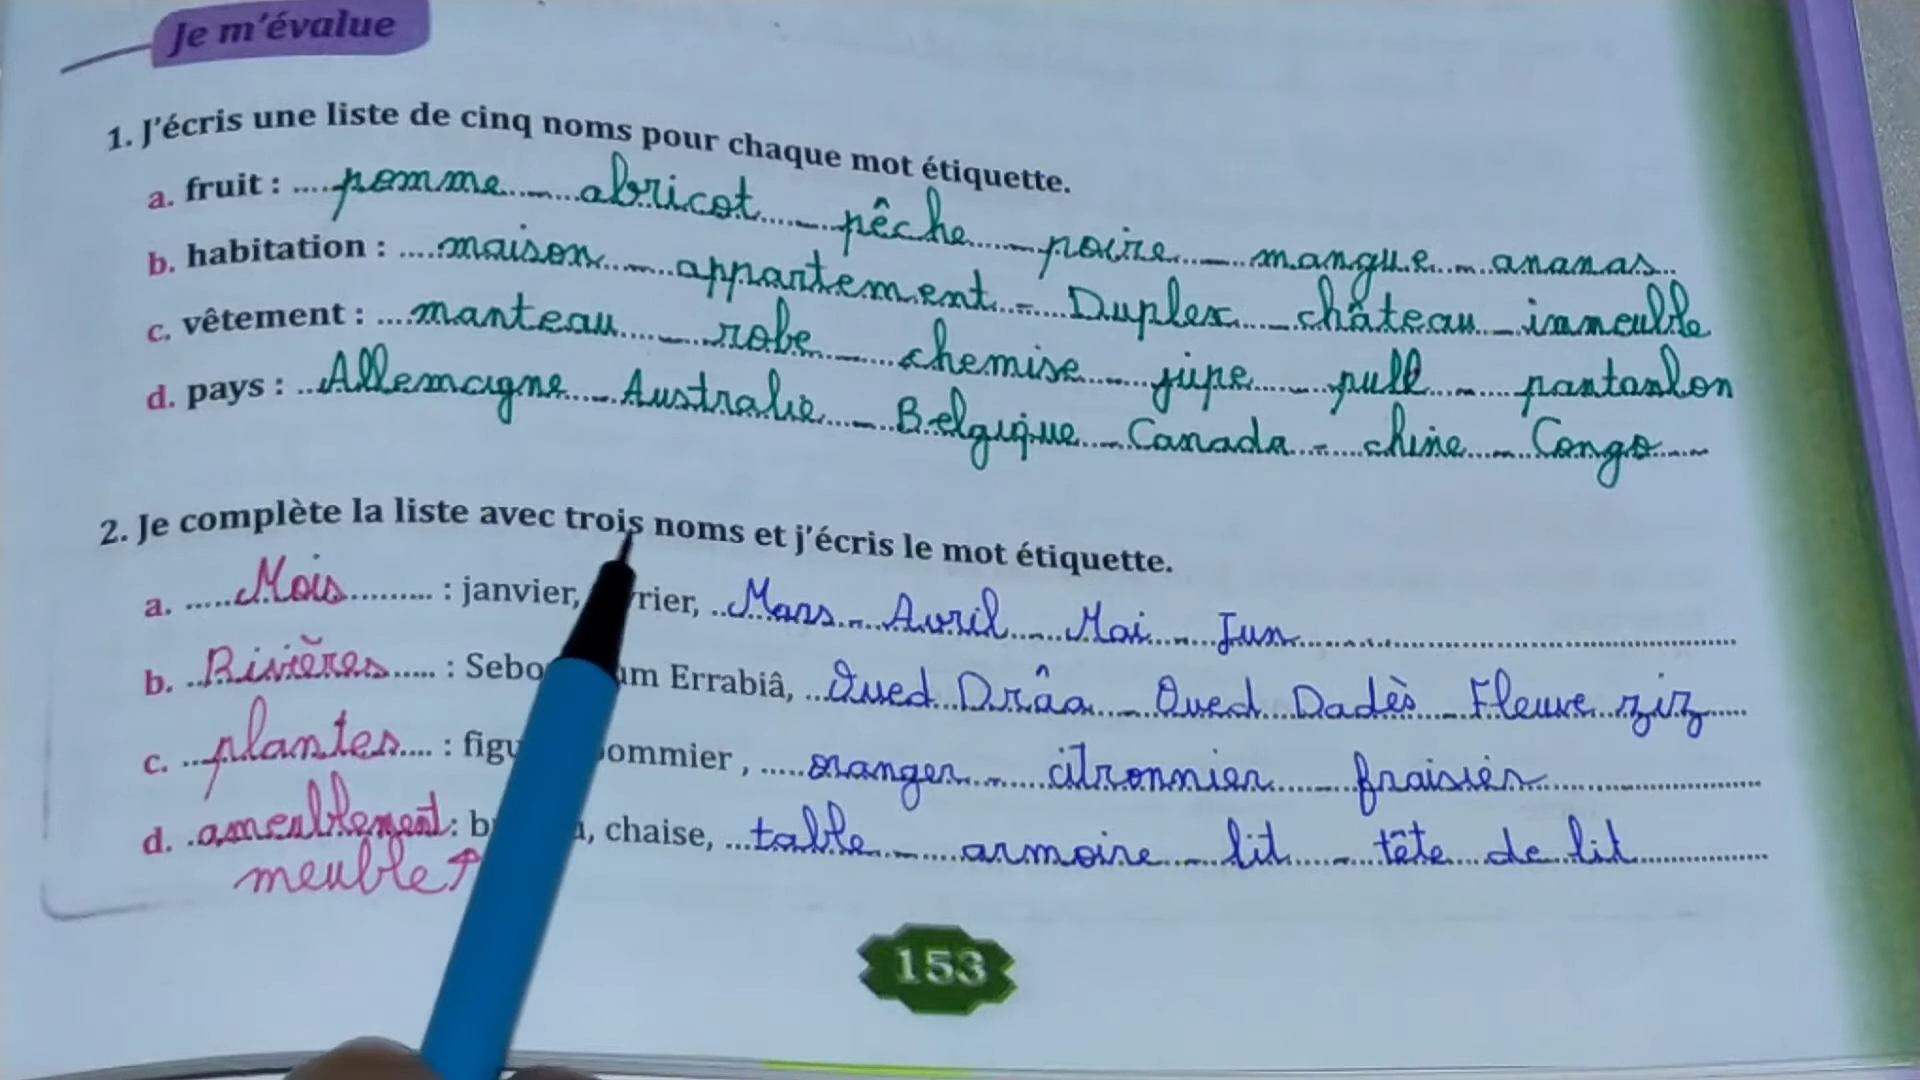 Je m'évalue
1. J'écris une liste de cinq noms pour chaque mot étiquette.
a. fruit : .... pomme ... abricot ... pêche ... poire ... mangue ... ananas
b. habitation : .... maison ... appartement ... Duplex ... château ... immeuble
c. vêtement : .... manteau ... robe ... chemise ... jupe ... pull ... pantanlon
d. pays : .. Allemagne ... Australie ... Belgique ... Canada ... chine ... Congo ...
2. Je complète la liste avec trois noms et j'écris le mot étiquette.
a. ..... Mois ......... : janvier, rier, .. Mars ... Avril ... Mai ... Jun ...
b. .. Rivières ..... : Sebo m Errabiâ, ... Oued Drâa ... Oued Dadès ... Fleuve ziz ...
c. ... plantes .... : figu ommier , ..... oranger ... citronnier ... fraisier ...
d. . ameublement : b , chaise, ... table ... armoire ... lit ... tête de lit ...
meuble ↑
153